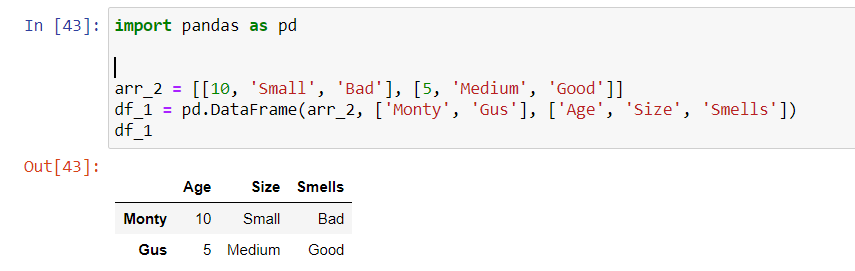 In [43]: import pandas as pd
arr_2 = [[10, 'Small', 'Bad'], [5, 'Medium', 'Good']]
df_1 = pd.DataFrame(arr_2, ['Monty', 'Gus'], ['Age', 'Size', 'Smells'])
df_1
Out[43]:
Age Size Smells
Monty 10 Small Bad
Gus 5 Medium Good